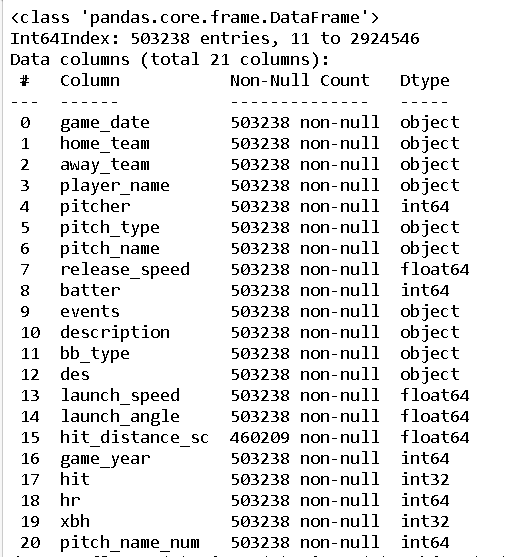 <class 'pandas.core.frame.DataFrame'>
Int64Index: 503238 entries, 11 to 2924546
Data columns (total 21 columns):
 #   Column           Non-Null Count   Dtype
---  ------           --------------   -----
 0   game_date        503238 non-null  object
 1   home_team        503238 non-null  object
 2   away_team        503238 non-null  object
 3   player_name      503238 non-null  object
 4   pitcher          503238 non-null  int64
 5   pitch_type       503238 non-null  object
 6   pitch_name       503238 non-null  object
 7   release_speed    503238 non-null  float64
 8   batter           503238 non-null  int64
 9   events           503238 non-null  object
 10  description      503238 non-null  object
 11  bb_type          503238 non-null  object
 12  des              503238 non-null  object
 13  launch_speed     503238 non-null  float64
 14  launch_angle     503238 non-null  float64
 15  hit_distance_sc  460209 non-null  float64
 16  game_year        503238 non-null  int64
 17  hit              503238 non-null  int32
 18  hr               503238 non-null  int64
 19  xbh              503238 non-null  int32
 20  pitch_name_num   503238 non-null  int64